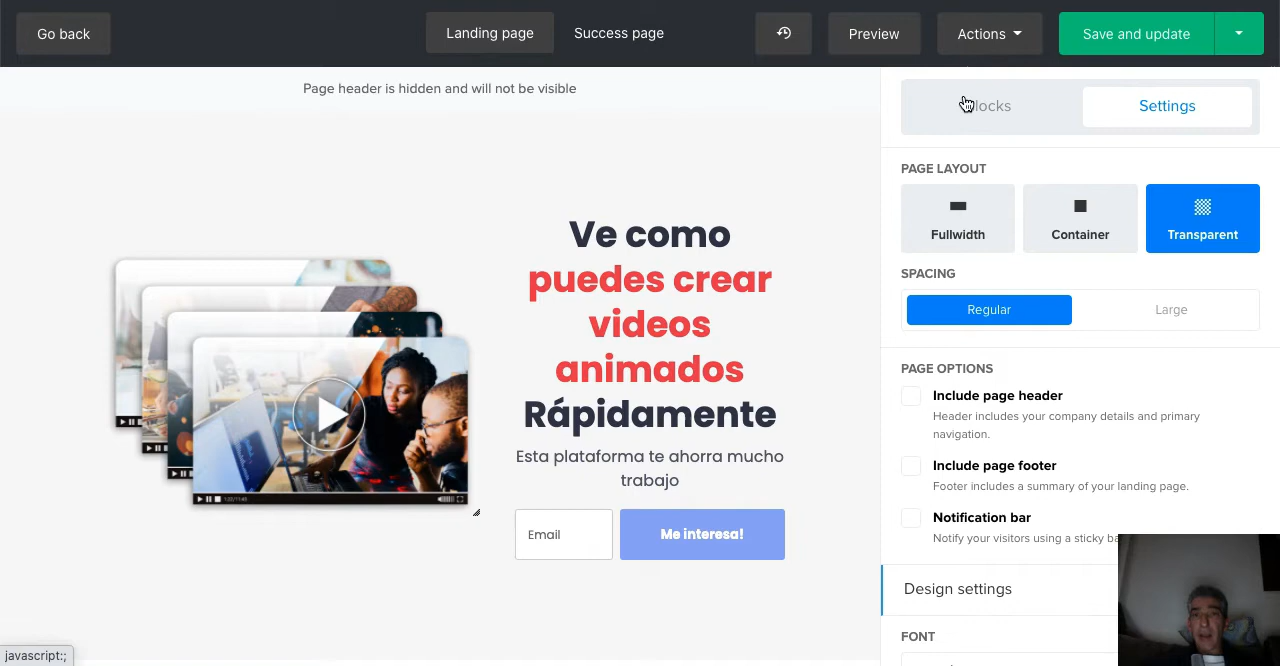 Go back
Landing page
Success page
Preview
Actions
Save and update
Page header is hidden and will not be visible
Settings
PAGE LAYOUT
Fullwidth
Container
Transparent
SPACING
Regular
Large
PAGE OPTIONS
Include page header
Header includes your company details and primary
navigation.
Include page footer
Footer includes a summary of your landing page.
Notification bar
Notify your visitors using a sticky
Design settings
FONT
Ve como
puedes crear
videos
animados
Rápidamente
Esta plataforma te ahorra mucho
trabajo
Email
Me interesa!
javascript:;